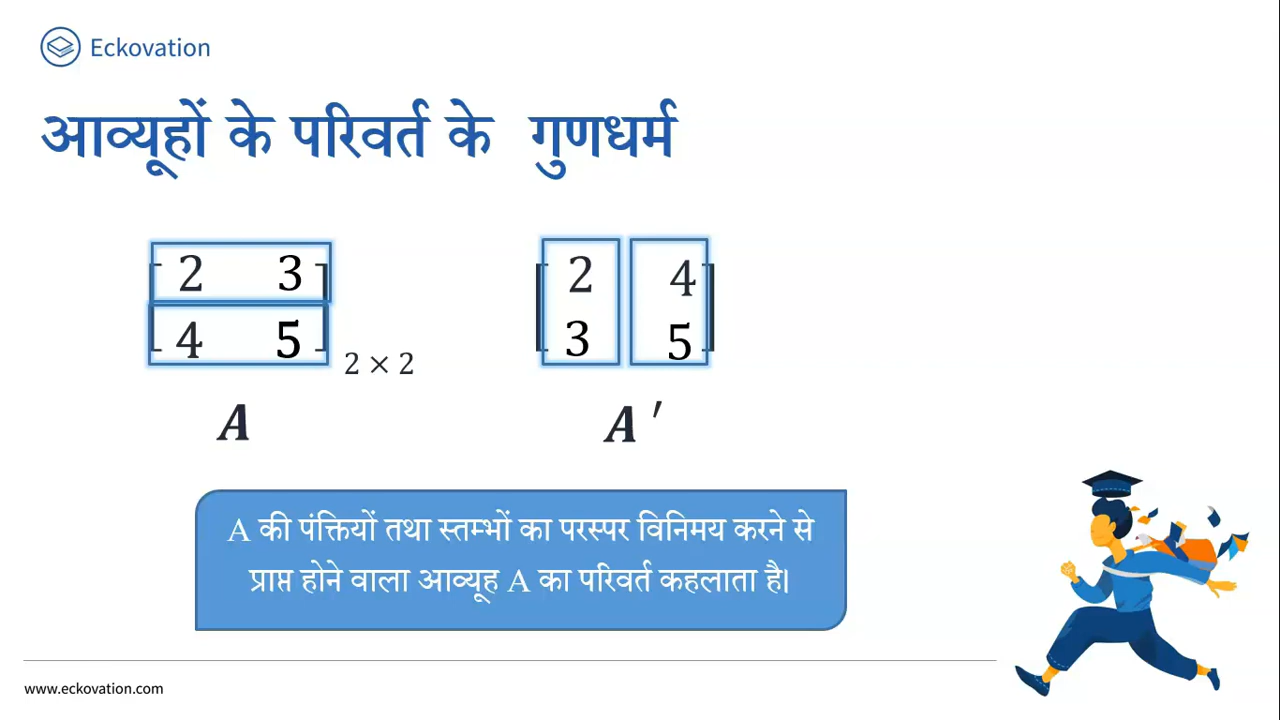 Eckovation
आव्यूहों के परिवर्त के गुणधर्म
2 3
4 5
2 × 2
A
2 4
3 5
A ′
A की पंक्तियों तथा स्तम्भों का परस्पर विनिमय करने से
प्राप्त होने वाला आव्यूह A का परिवर्त कहलाता है।
www.eckovation.com